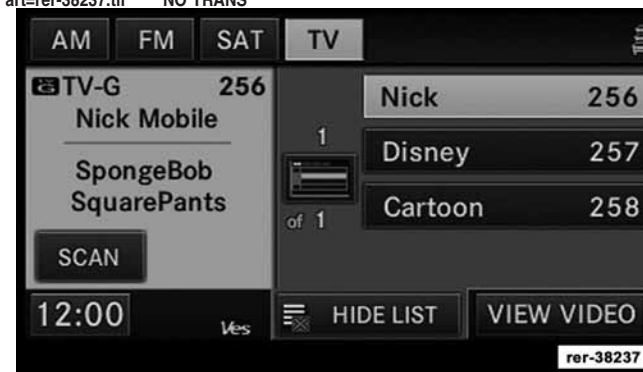 art=rer-38237.tif NO TRANS
AM FM SAT TV
TV-G 256
Nick Mobile
SpongeBob
SquarePants
SCAN
1
of 1
Nick 256
Disney 257
Cartoon 258
12:00 Ves
HIDE LIST
VIEW VIDEO
rer-38237